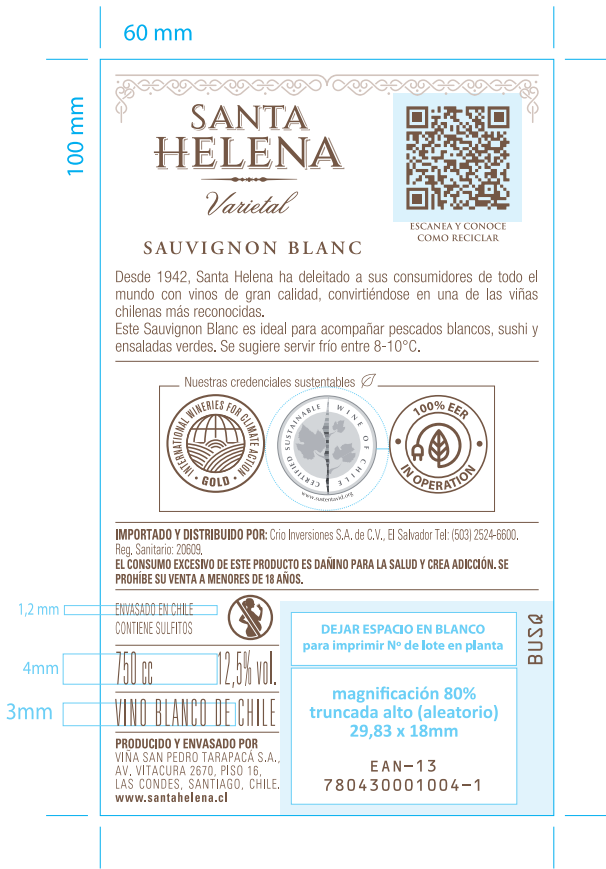 60 mm
100 mm
SANTA
HELENA
Varietal
SAUVIGNON BLANC
ESCANEA Y CONOCE
COMO RECICLAR
Desde 1942, Santa Helena ha deleitado a sus consumidores de todo el
mundo con vinos de gran calidad, convirtiéndose en una de las viñas
chilenas más reconocidas.
Este Sauvignon Blanc es ideal para acompañar pescados blancos, sushi y
ensaladas verdes. Se sugiere servir frío entre 8-10°C.
Nuestras credenciales sustentables
INTERNATIONAL WINERIES FOR CLIMATE ACTION
• GOLD •
CERTIFIED SUSTAINABLE WINE OF CHILE
www.sustentavid.org
100% EER
IN OPERATION
IMPORTADO Y DISTRIBUIDO POR: Crio Inversiones S.A. de C.V., El Salvador Tel: (503) 2524-6600.
Reg. Sanitario: 20609.
EL CONSUMO EXCESIVO DE ESTE PRODUCTO ES DAÑINO PARA LA SALUD Y CREA ADICCIÓN. SE
PROHÍBE SU VENTA A MENORES DE 18 AÑOS.
1,2 mm
ENVASADO EN CHILE
CONTIENE SULFITOS
4mm
750 cc 12,5% vol.
3mm
VINO BLANCO DE CHILE
PRODUCIDO Y ENVASADO POR
VIÑA SAN PEDRO TARAPACÁ S.A.,
AV. VITACURA 2670, PISO 16,
LAS CONDES, SANTIAGO, CHILE.
www.santahelena.cl
DEJAR ESPACIO EN BLANCO
para imprimir Nº de lote en planta
BUSQ
magnificación 80%
truncada alto (aleatorio)
29,83 x 18mm
EAN-13
780430001004-1